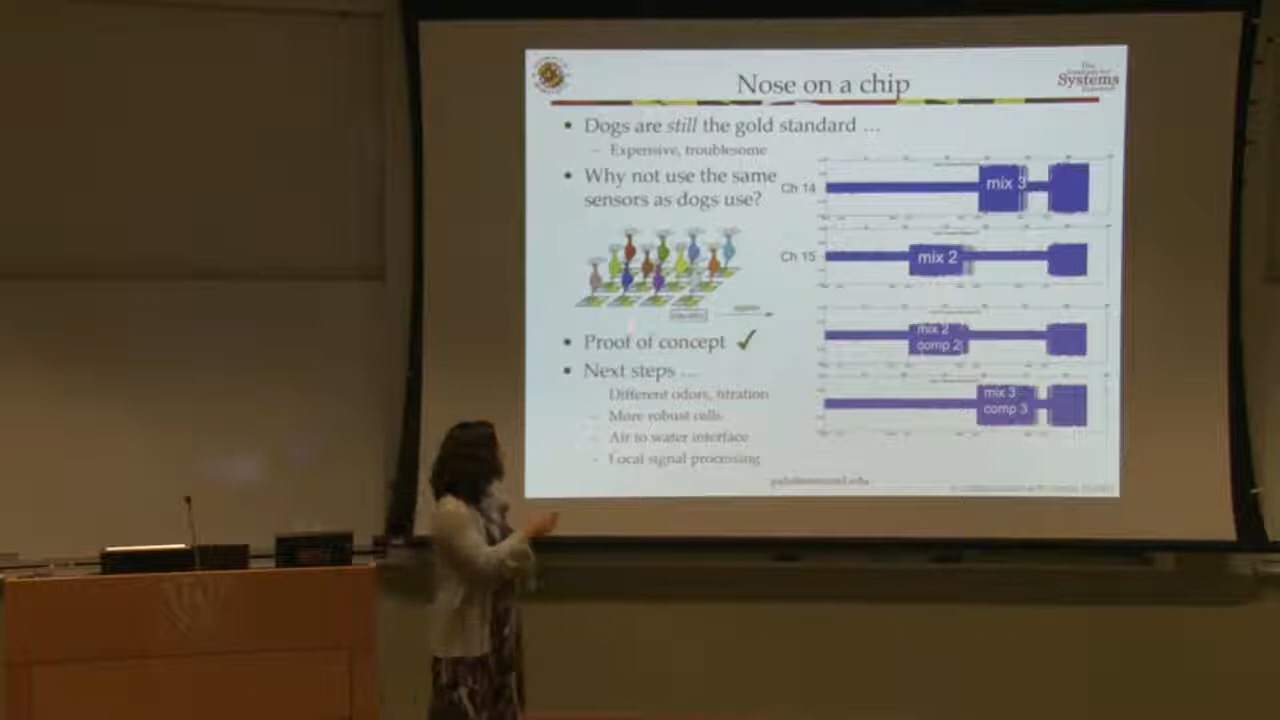 Nose on a chip
The
Systems
• Dogs are still the gold standard ...
– Expensive, troublesome
• Why not use the same
sensors as dogs use?
• Proof of concept ✓
• Next steps ...
Different odors, titration
– More robust cells
– Air to water interface
– Local signal processing
Ch 14
mix 3
Ch 15
mix 2
mix 2
comp 2
mix 3
comp 3